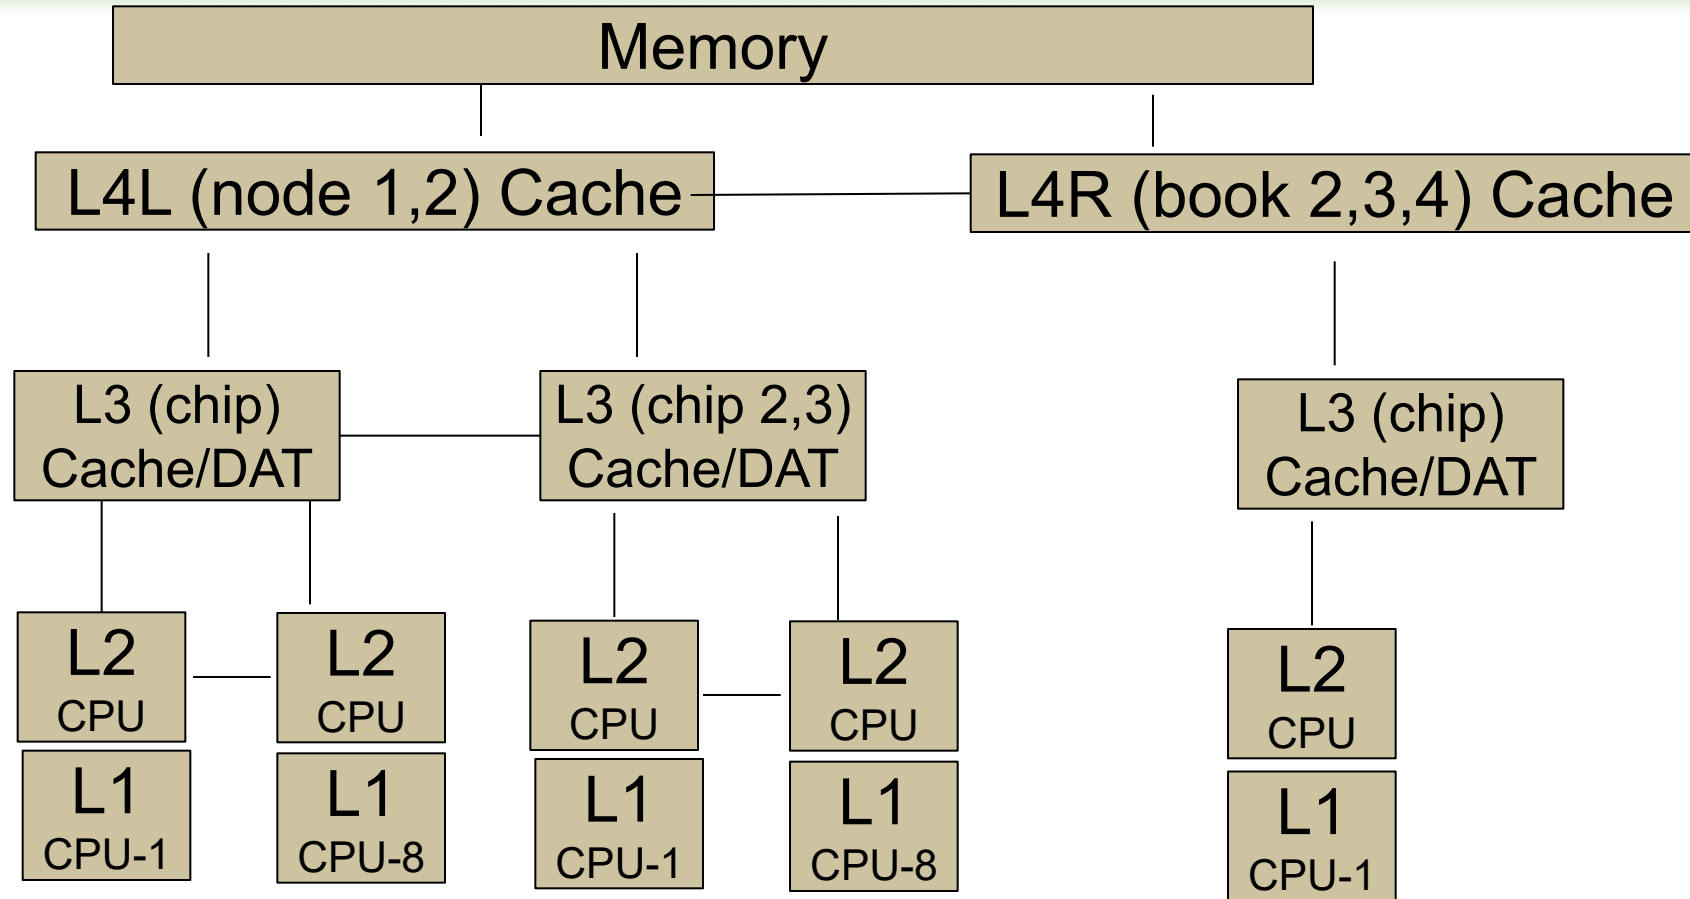 Memory
L4L (node 1,2) Cache
L4R (book 2,3,4) Cache
L3 (chip)
Cache/DAT
L3 (chip 2,3)
Cache/DAT
L3 (chip)
Cache/DAT
L2
CPU
L2
CPU
L2
CPU
L2
CPU
L2
CPU
L1
CPU-1
L1
CPU-8
L1
CPU-1
L1
CPU-8
L1
CPU-1